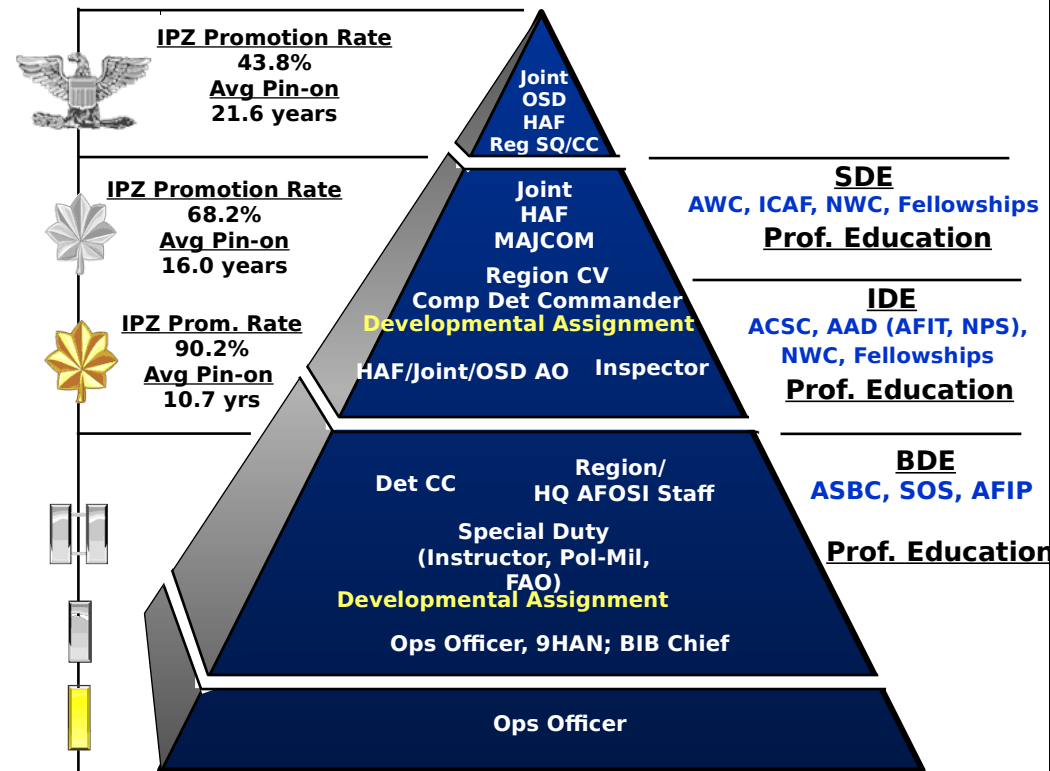 IPZ Promotion Rate
43.8%
Avg Pin-on
21.6 years
IPZ Promotion Rate
68.2%
Avg Pin-on
16.0 years
IPZ Prom. Rate
90.2%
Avg Pin-on
10.7 yrs
Joint
OSD
HAF
Reg SQ/CC
Joint
HAF
MAJCOM
Region CV
Comp Det Commander
Developmental Assignment
HAF/Joint/OSD AO
Inspector
Det CC
Region/
HQ AFOSI Staff
Special Duty
(Instructor, Pol-Mil,
FAO)
Developmental Assignment
Ops Officer, 9HAN; BIB Chief
Ops Officer
SDE
AWC, ICAF, NWC, Fellowships
Prof. Education
IDE
ACSC, AAD (AFIT, NPS),
NWC, Fellowships
Prof. Education
BDE
ASBC, SOS, AFIP
Prof. Education